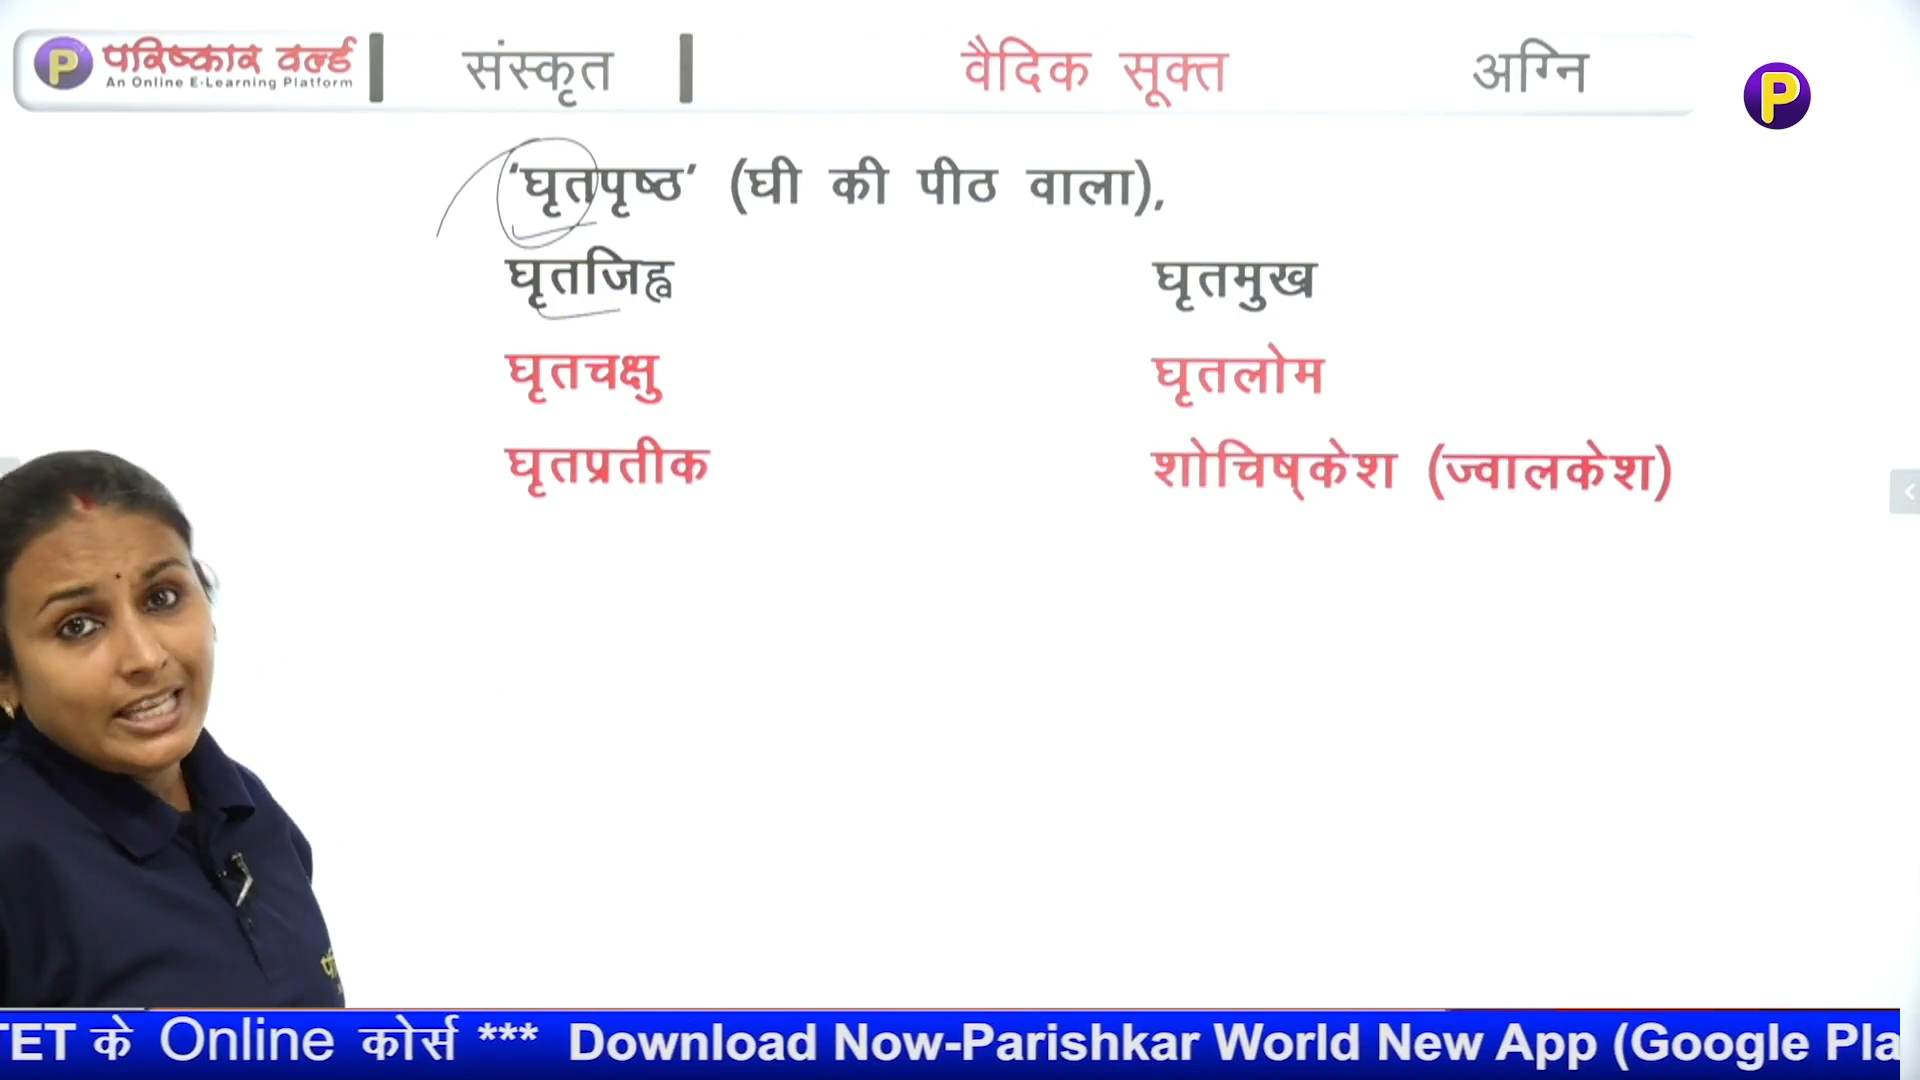 परिष्कार वर्ल्ड
An Online E-Learning Platform
संस्कृत
वैदिक सूक्त
अग्नि
P
P
'घृतपृष्ठ' (घी की पीठ वाला),
घृतजिह्व घृतमुख
घृतचक्षु घृतलोम
घृतप्रतीक शोचिष्‌केश (ज्वालकेश)
TET के Online कोर्स *** Download Now-Parishkar World New App (Google Pla